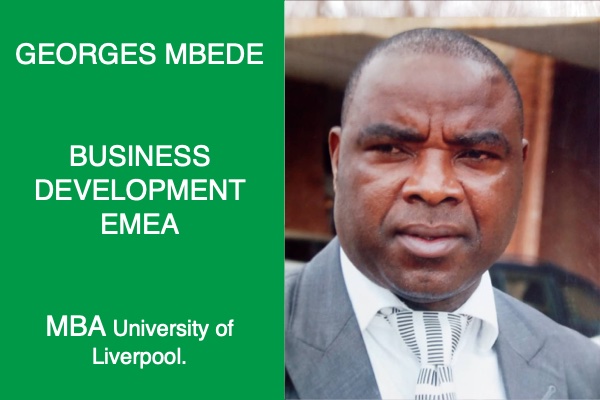 GEORGES MBEDE
BUSINESS
DEVELOPMENT
EMEA
MBA University of
Liverpool.